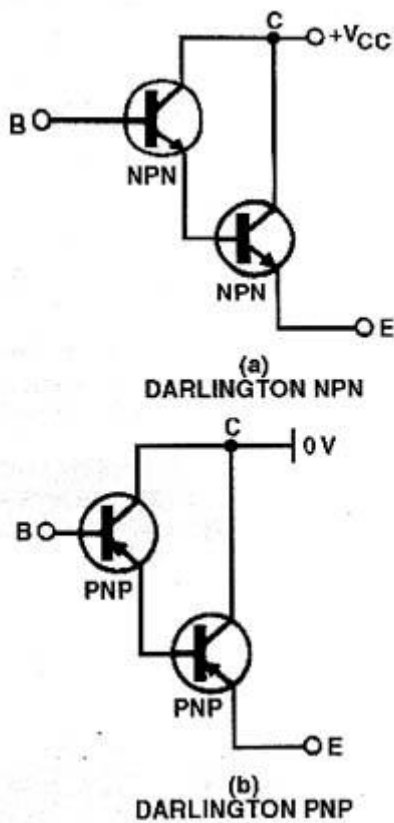 C
+VCC
B
NPN
NPN
E
(a)
DARLINGTON NPN
C
0 V
B
PNP
PNP
E
(b)
DARLINGTON PNP